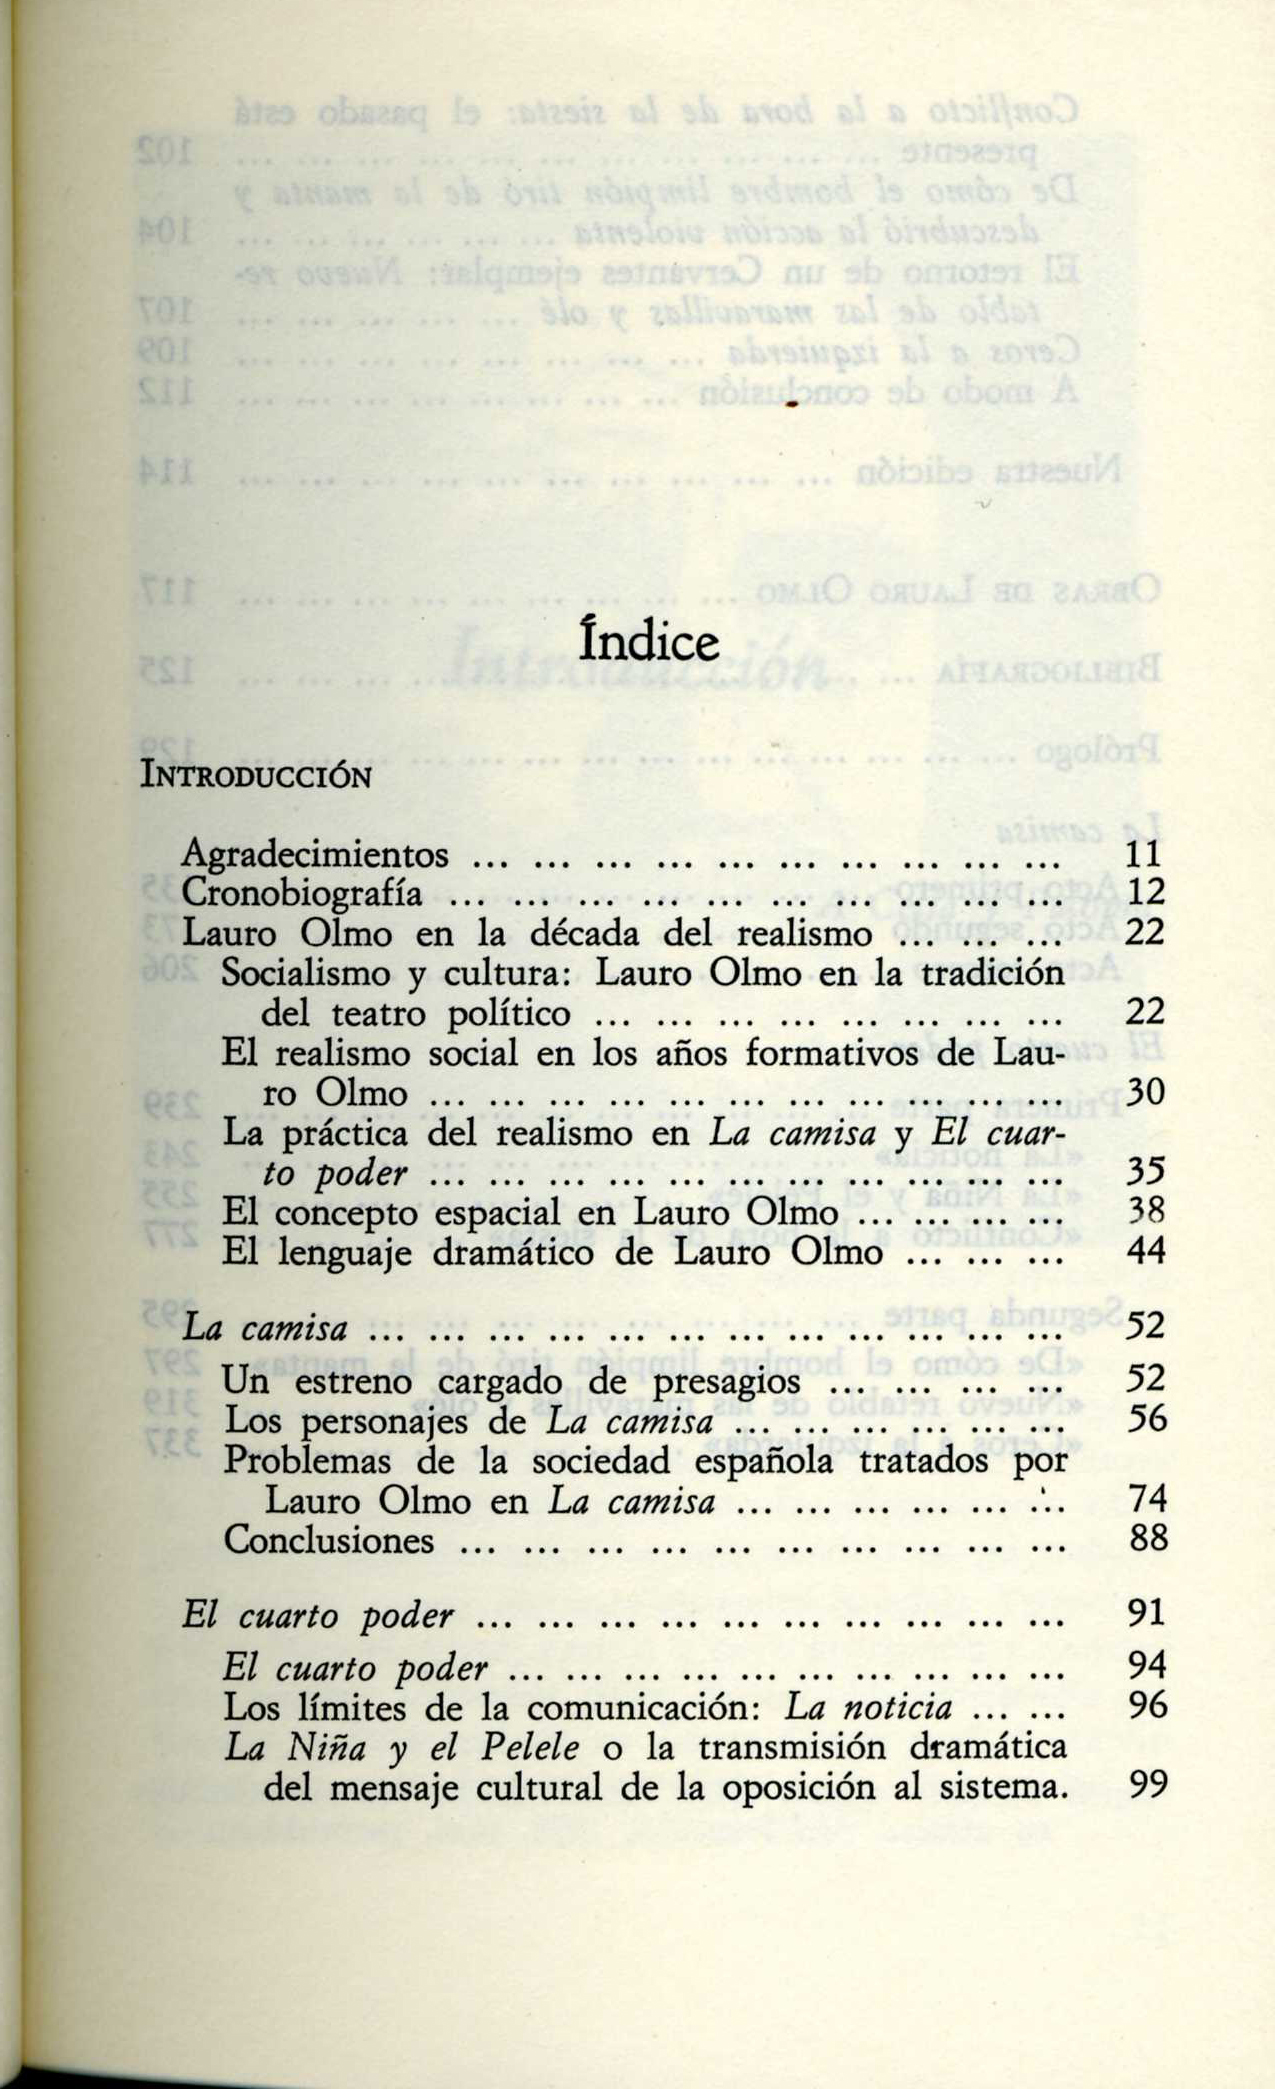 Índice
INTRODUCCIÓN
Agradecimientos ... ... ... ... ... ... ... ... ... ... 11
Cronobiografía ... ... ... ... ... ... ... ... ... ... 12
Lauro Olmo en la década del realismo ... ... ... 22
Socialismo y cultura: Lauro Olmo en la tradición
del teatro político ... ... ... ... ... ... ... ... 22
El realismo social en los años formativos de Lau-
ro Olmo ... ... ... ... ... ... ... ... ... ... ... 30
La práctica del realismo en La camisa y El cuar-
to poder ... ... ... ... ... ... ... ... ... ... ... 35
El concepto espacial en Lauro Olmo ... ... ... ... 38
El lenguaje dramático de Lauro Olmo ... ... ... 44
La camisa ... ... ... ... ... ... ... ... ... ... ... ... 52
Un estreno cargado de presagios ... ... ... ... 52
Los personajes de La camisa ... ... ... ... ... ... 56
Problemas de la sociedad española tratados por
Lauro Olmo en La camisa ... ... ... ... ... ... 74
Conclusiones ... ... ... ... ... ... ... ... ... ... 88
El cuarto poder ... ... ... ... ... ... ... ... ... ... 91
El cuarto poder ... ... ... ... ... ... ... ... ... ... 94
Los límites de la comunicación: La noticia ... ... 96
La Niña y el Pelele o la transmisión dramática
del mensaje cultural de la oposición al sistema. 99